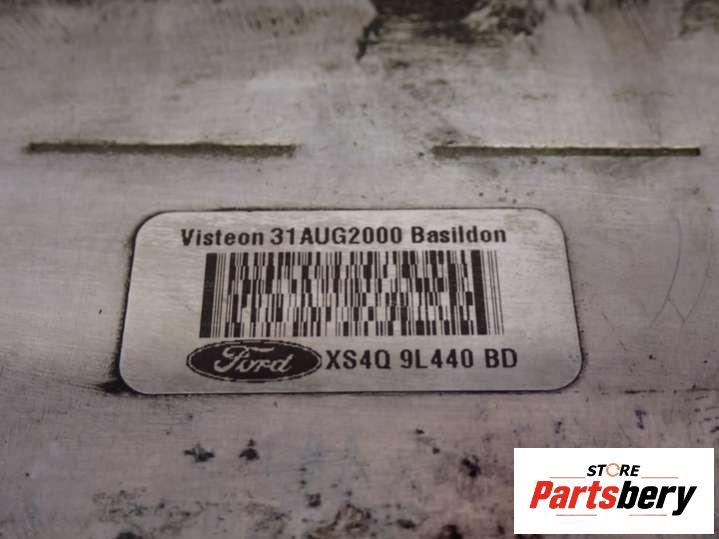 Visteon 31AUG2000 Basildon
Ford XS4Q 9L440 BD
STORE
Partsbery